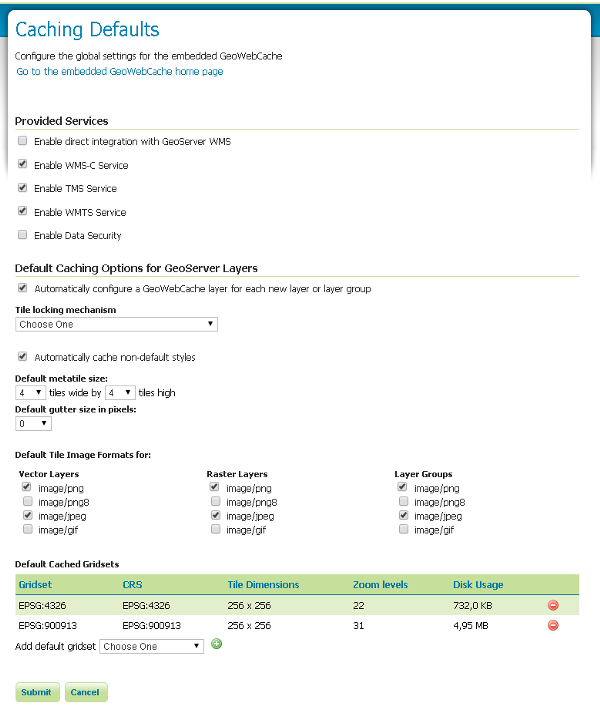 Caching Defaults
Configure the global settings for the embedded GeoWebCache
Go to the embedded GeoWebCache home page
Provided Services
Enable direct integration with GeoServer WMS
Enable WMS-C Service
Enable TMS Service
Enable WMTS Service
Enable Data Security
Default Caching Options for GeoServer Layers
Automatically configure a GeoWebCache layer for each new layer or layer group
Tile locking mechanism
Choose One
Automatically cache non-default styles
Default metatile size:
4 tiles wide by 4 tiles high
Default gutter size in pixels:
0
Default Tile Image Formats for:
Vector Layers Raster Layers Layer Groups
image/png image/png image/png
image/png8 image/png8 image/png8
image/jpeg image/jpeg image/jpeg
image/gif image/gif image/gif
Default Cached Gridsets
Gridset CRS Tile Dimensions Zoom levels Disk Usage
EPSG:4326 EPSG:4326 256 x 256 22 732,0 KB
EPSG:900913 EPSG:900913 256 x 256 31 4,95 MB
Add default gridset Choose One
Submit Cancel